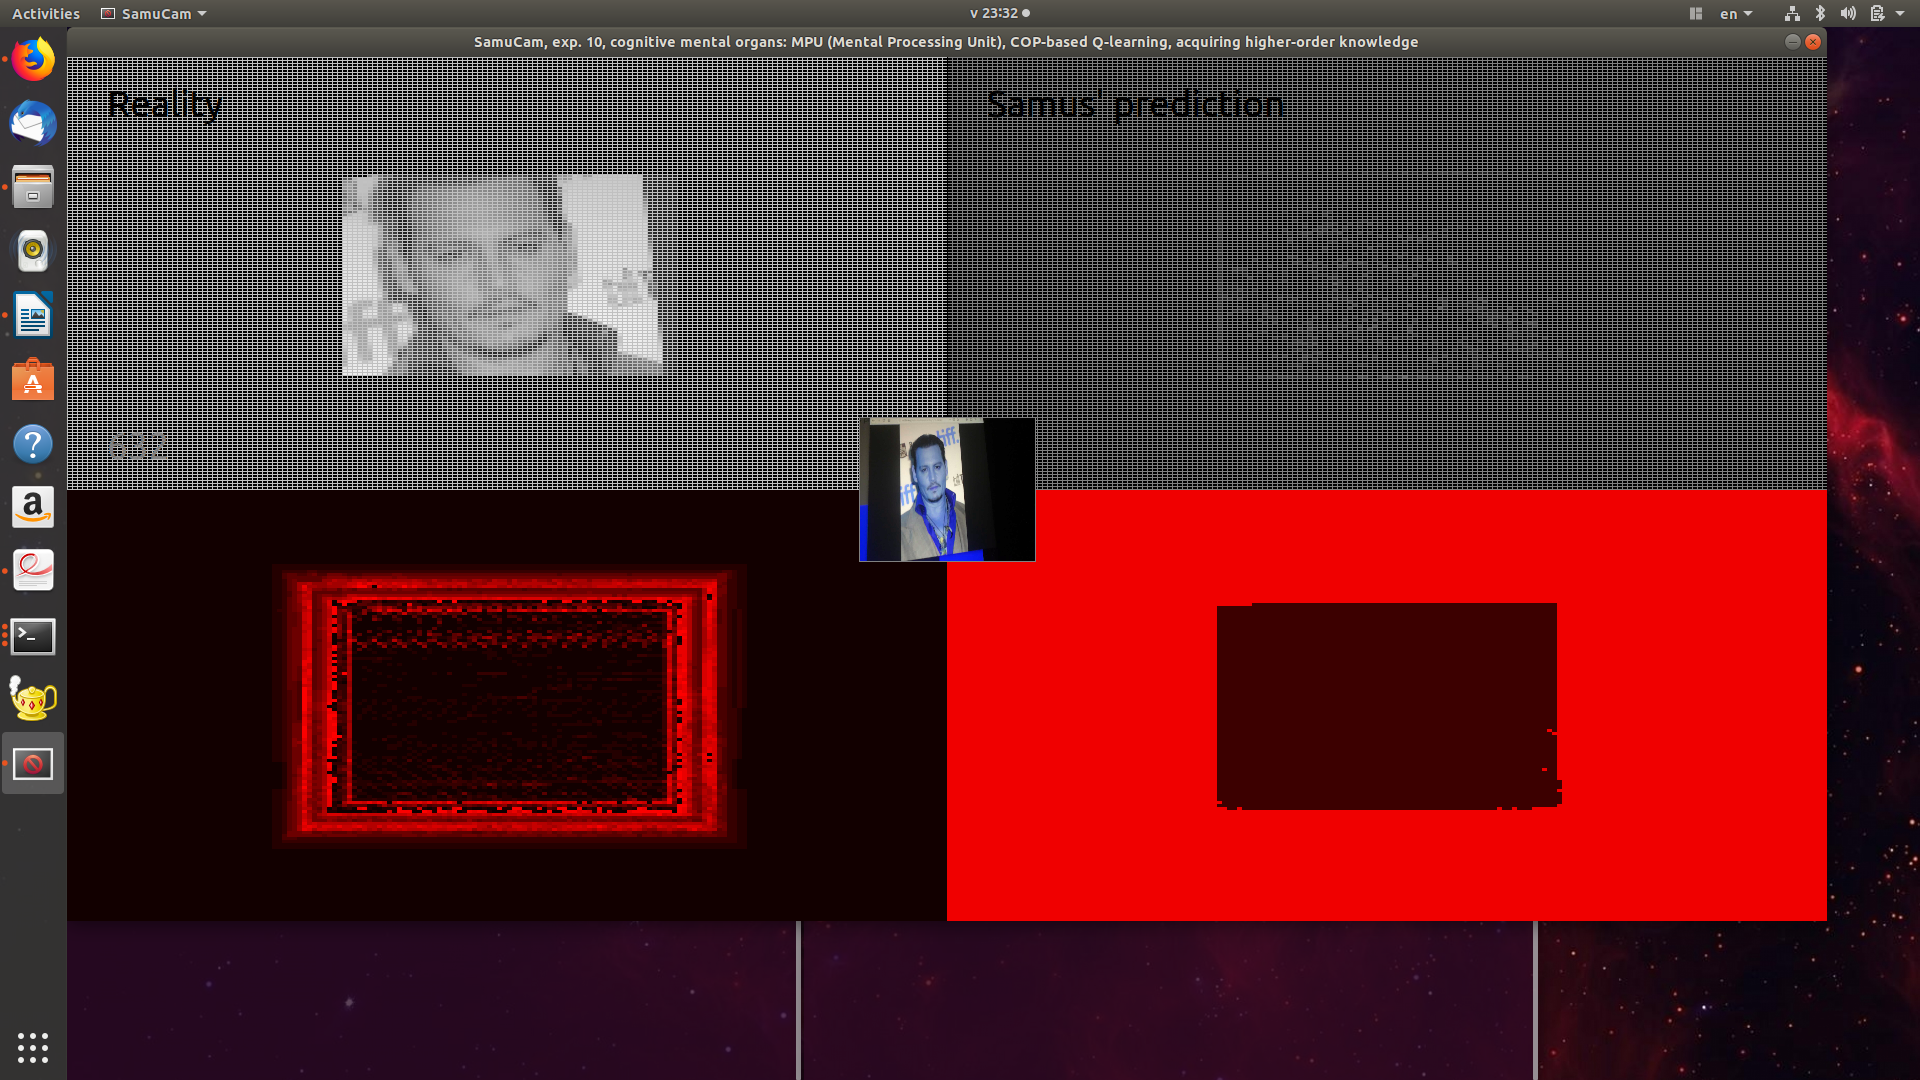 Activities
SamuCam
v 23:32
en
SamuCam, exp. 10, cognitive mental organs: MPU (Mental Processing Unit), COP-based Q-learning, acquiring higher-order knowledge
Reality
Samus' prediction
632
tiff.